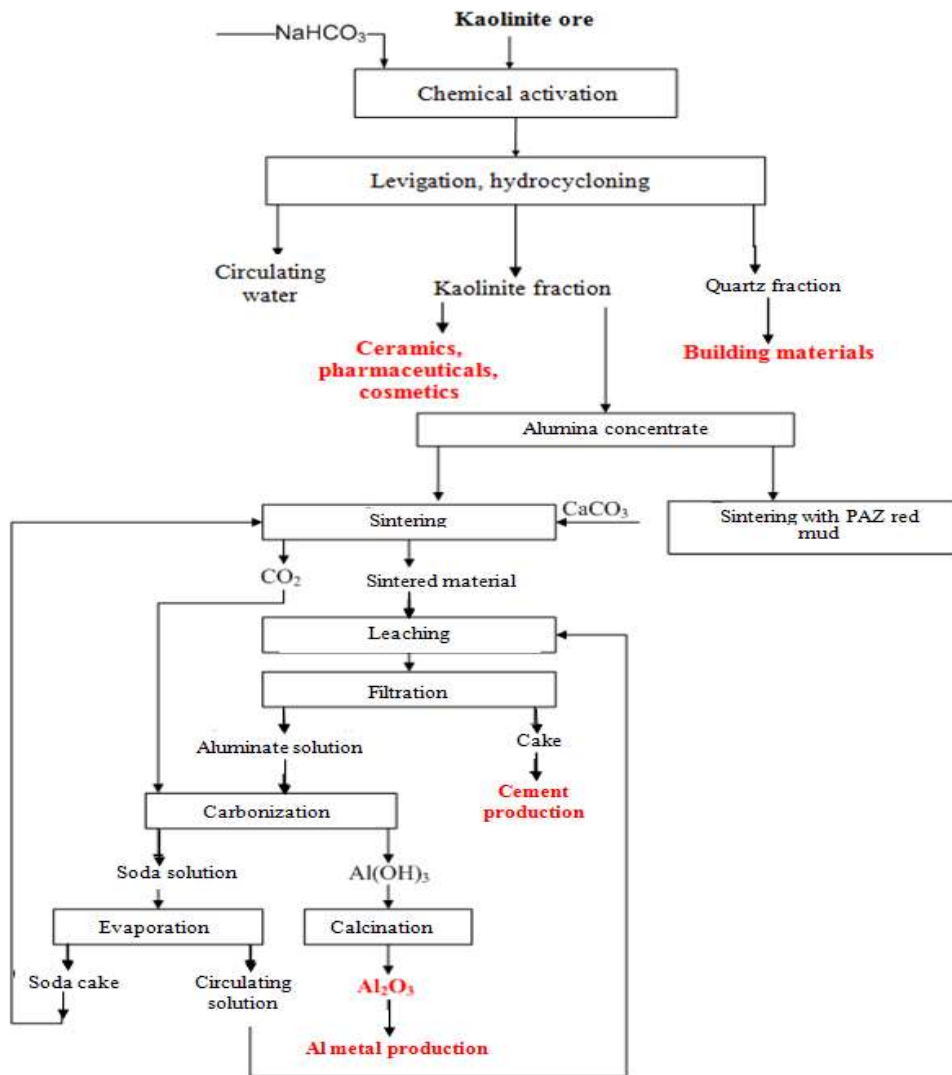 Kaolinite ore
NaHCO₃
Chemical activation
Levigation, hydrocycloning
Circulating
water
Kaolinite fraction
Quartz fraction
Ceramics,
pharmaceuticals,
cosmetics
Building materials
Alumina concentrate
Sintering
CaCO₃
Sintering with PAZ red
mud
CO₂
Sintered material
Leaching
Filtration
Aluminate solution
Cake
Cement
production
Carbonization
Soda solution
Al(OH)₃
Evaporation
Calcination
Soda cake
Circulating
solution
Al₂O₃
Al metal production